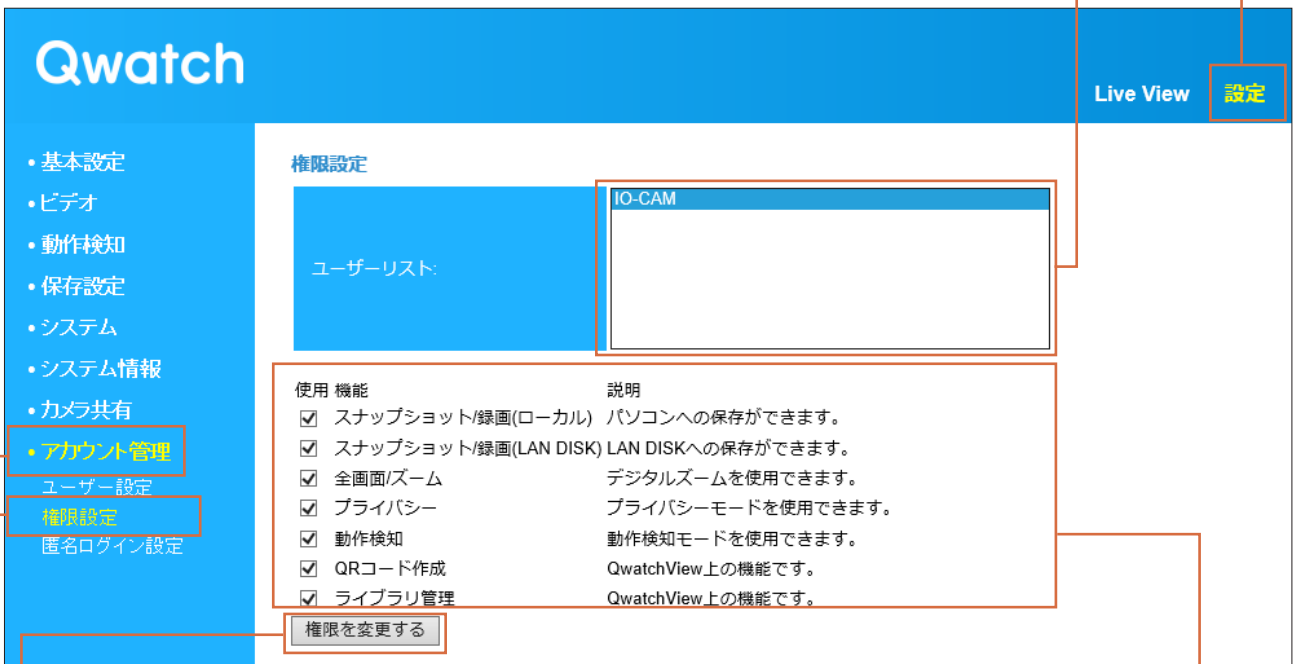 Qwatch
Live View 設定
・基本設定
・ビデオ
・動作検知
・保存設定
・システム
・システム情報
・カメラ共有
・アカウント管理
ユーザー設定
権限設定
匿名ログイン設定
権限設定
ユーザーリスト:
IO-CAM
使用 機能 説明
スナップショット/録画(ローカル) パソコンへの保存ができます。
スナップショット/録画(LAN DISK) LAN DISKへの保存ができます。
全画面/ズーム デジタルズームを使用できます。
プライバシー プライバシーモードを使用できます。
動作検知 動作検知モードを使用できます。
QRコード作成 QwatchView上の機能です。
ライブラリ管理 QwatchView上の機能です。
権限を変更する